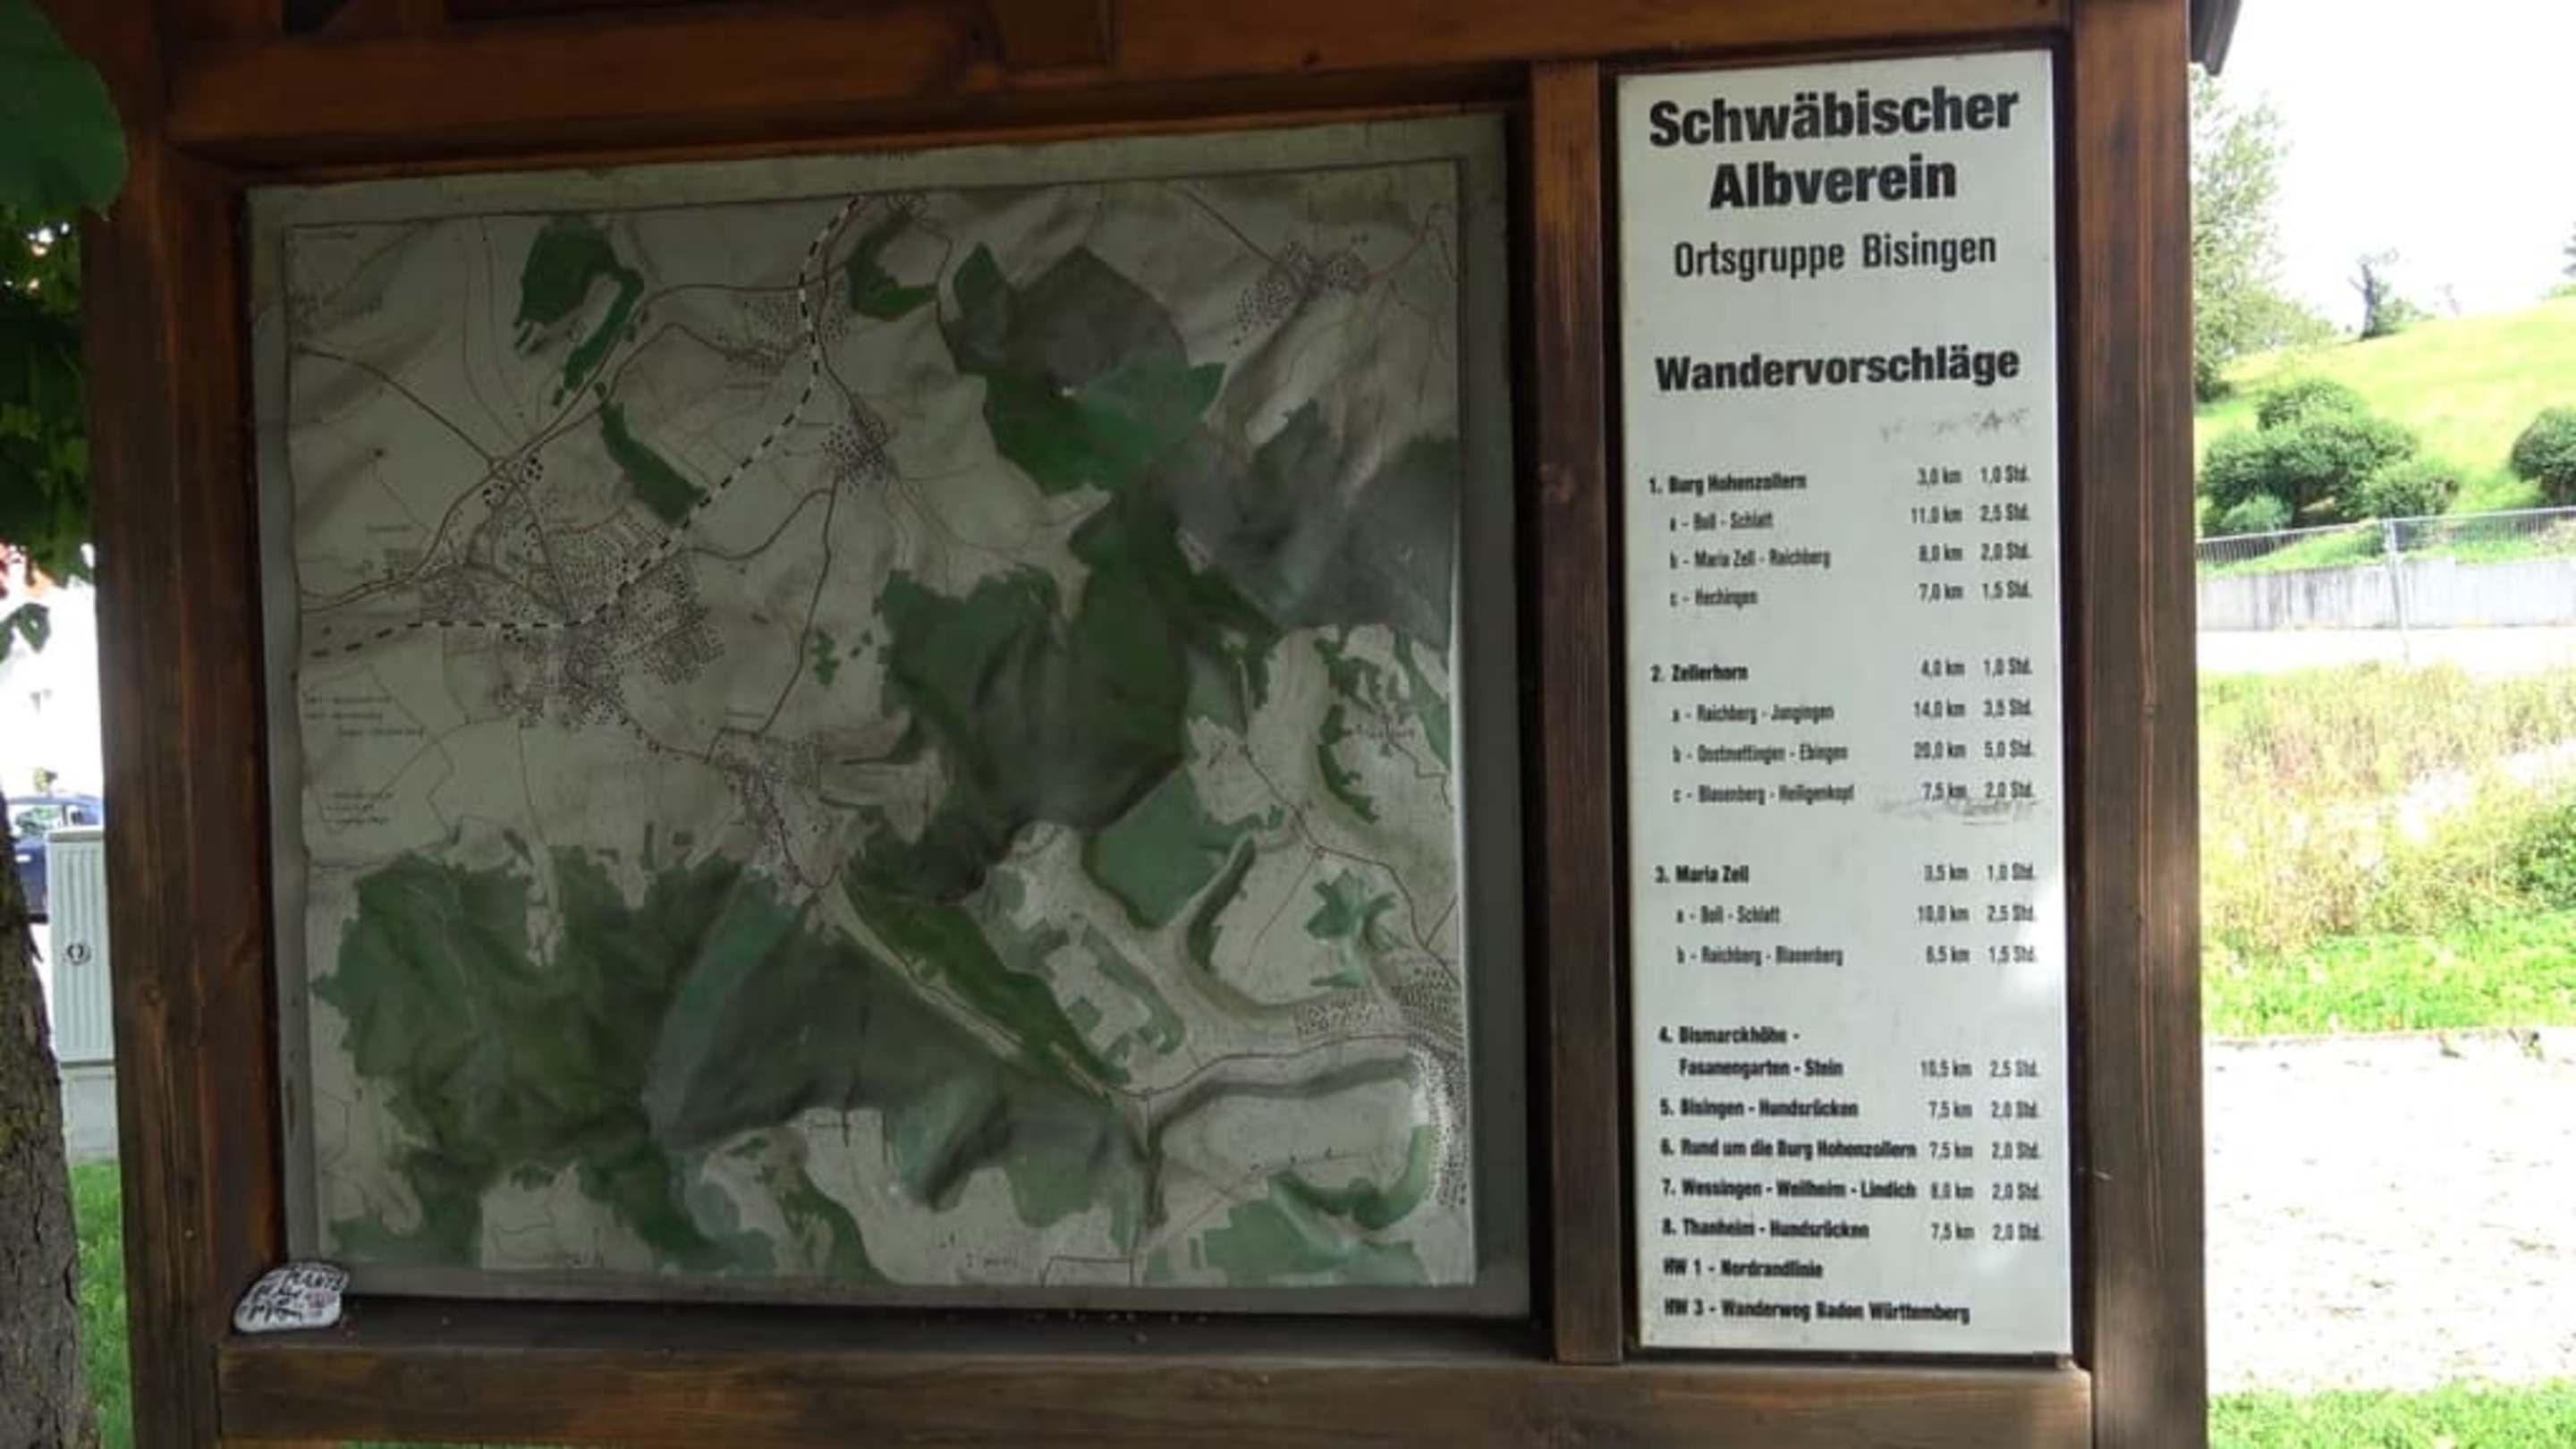 Schwäbischer
Albverein
Ortsgruppe Bisingen
Wandervorschläge
1. Burg Hohenzollern 3,0 km 1,0 Std.
a - Boll - Schlatt 11,0 km 2,5 Std.
b - Maria Zell - Raichberg 8,0 km 2,0 Std.
c - Hechingen 7,0 km 1,5 Std.
2. Zellerhorn 4,0 km 1,0 Std.
a - Raichberg - Jungingen 14,0 km 3,5 Std.
b - Onstmettingen - Ebingen 20,0 km 5,0 Std.
c - Blasenberg - Heiligenkopf 7,5 km 2,0 Std.
3. Maria Zell 3,5 km 1,0 Std.
a - Boll - Schlatt 10,0 km 2,5 Std.
b - Raichberg - Blasenberg 6,5 km 1,5 Std.
4. Bismarckhöhe -
Fasanengarten - Stein 10,5 km 2,5 Std.
5. Bisingen - Hundsrücken 7,5 km 2,0 Std.
6. Rund um die Burg Hohenzollern 7,5 km 2,0 Std.
7. Wessingen - Weilheim - Lindich km 2,0 Std.
8. Thanheim - Hundsrücken 7,5 km 2,0 Std.
HW 1 - Nordrandlinie
HW 3 - Wanderweg Baden Württemberg